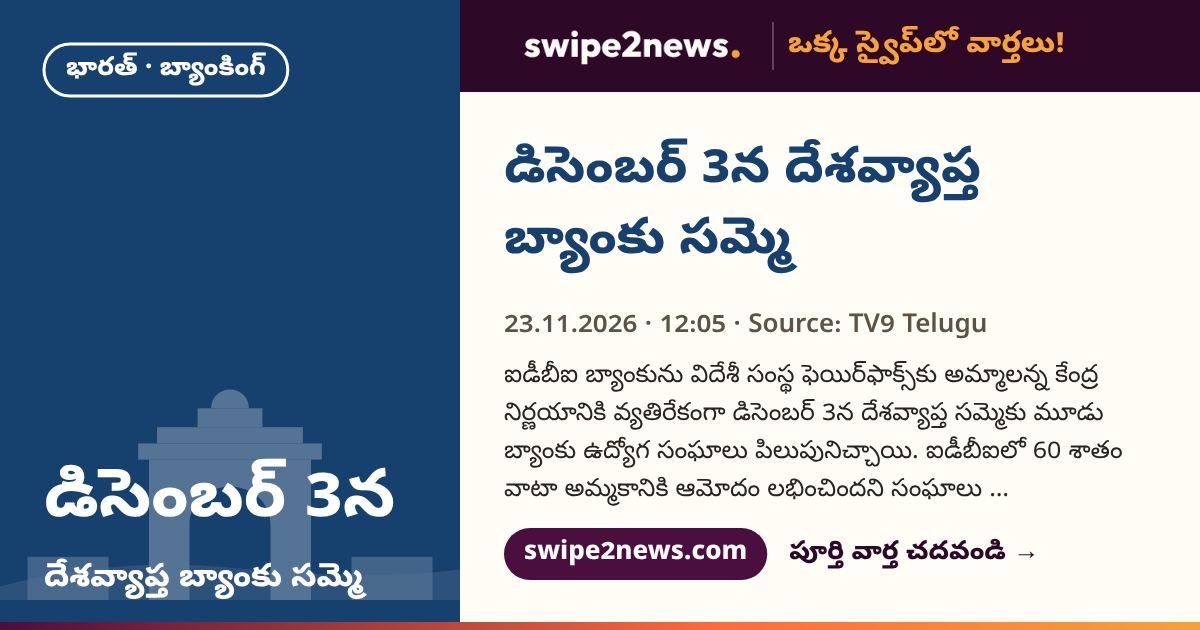 భారత్ · బ్యాంకింగ్
డిసెంబర్ 3న
దేశవ్యాప్త బ్యాంకు సమ్మె
swipe2news. ఒక్క స్వైప్‌లో వార్తలు!
డిసెంబర్ 3న దేశవ్యాప్త
బ్యాంకు సమ్మె
23.11.2026 · 12:05 · Source: TV9 Telugu
ఐడీబీఐ బ్యాంకును విదేశీ సంస్థ ఫెయిర్‌ఫాక్స్‌కు అమ్మాలన్న కేంద్ర
నిర్ణయానికి వ్యతిరేకంగా డిసెంబర్ 3న దేశవ్యాప్త సమ్మెకు మూడు
బ్యాంకు ఉద్యోగ సంఘాలు పిలుపునిచ్చాయి. ఐడీబీఐలో 60 శాతం
వాటా అమ్మకానికి ఆమోదం లభించిందని సంఘాలు ...
swipe2news.com పూర్తి వార్త చదవండి →